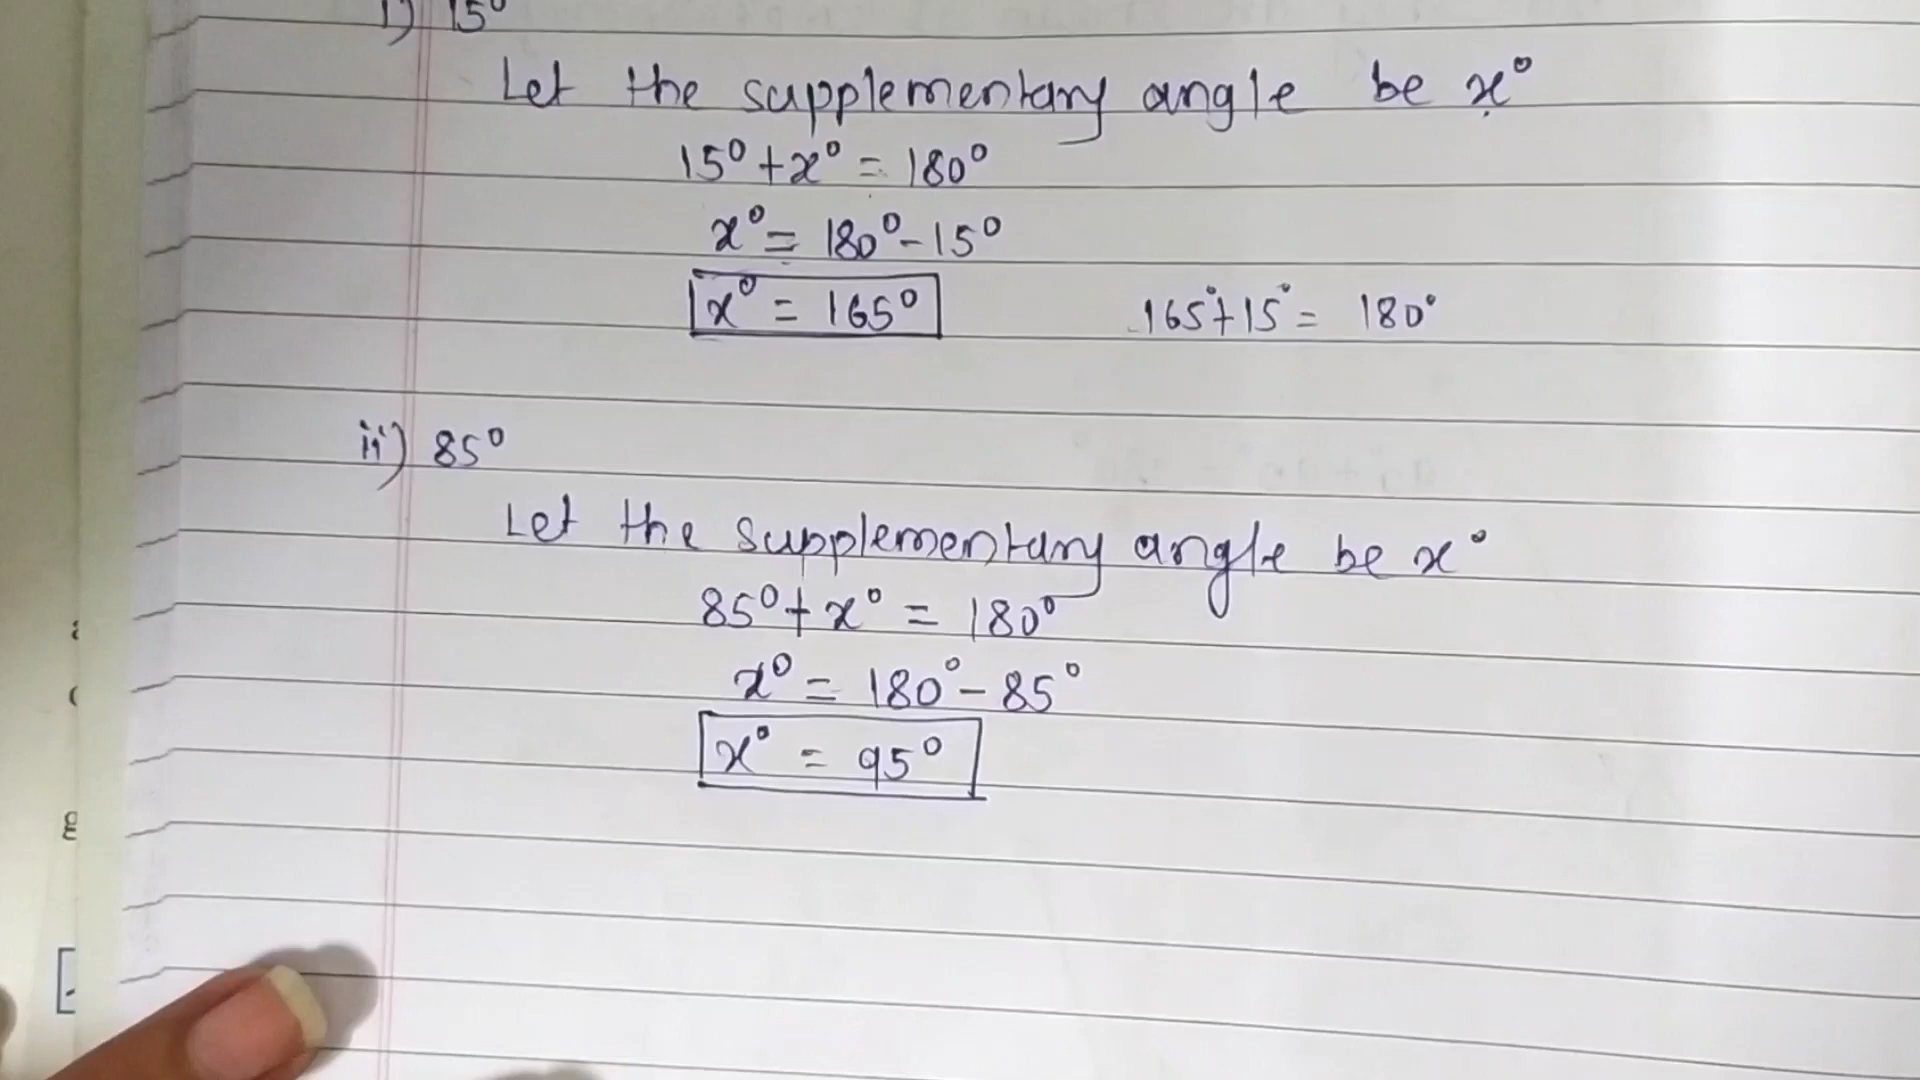 i) 15°
Let the supplementary angle be x°
15° + x° = 180°
x° = 180° - 15°
x° = 165° 165° + 15° = 180°
ii) 85°
Let the supplementary angle be x°
85° + x° = 180°
x° = 180° - 85°
x° = 95°